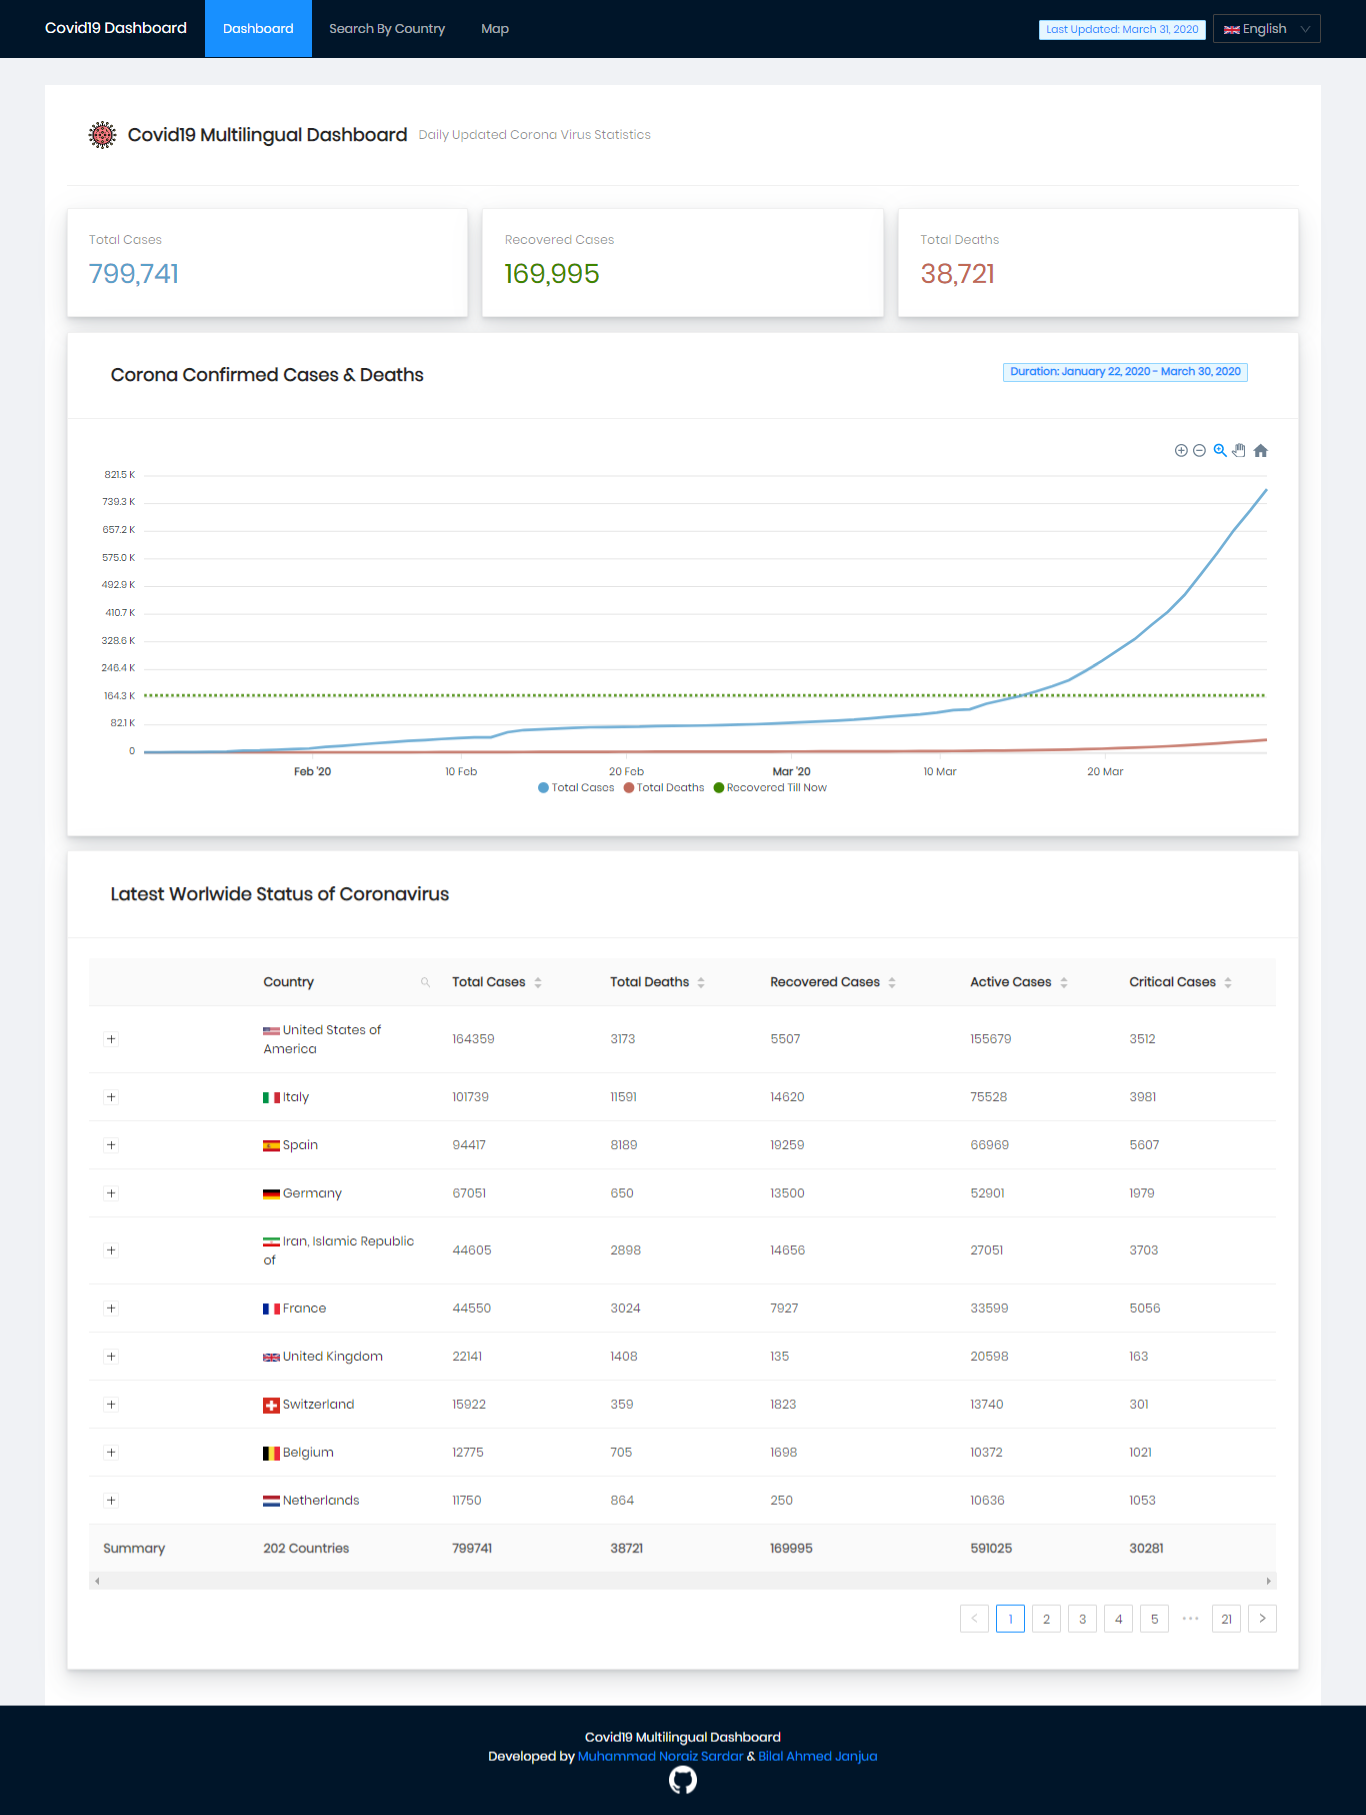 Covid19 Dashboard Dashboard Search By Country Map Last Updated: March 31, 2020 English
Covid19 Multilingual Dashboard Daily Updated Corona Virus Statistics
Total Cases Recovered Cases Total Deaths
799,741 169,995 38,721
Corona Confirmed Cases & Deaths Duration: January 22, 2020 - March 30, 2020
821.5 K
739.3 K
657.2 K
575.0 K
492.9 K
410.7 K
328.6 K
246.4 K
164.3 K
82.1 K
0
Feb '20 10 Feb 20 Feb Mar '20 10 Mar 20 Mar
Total Cases Total Deaths Recovered Till Now
Latest Worlwide Status of Coronavirus
Country Total Cases Total Deaths Recovered Cases Active Cases Critical Cases
United States of
America 164359 3173 5507 155679 3512
Italy 101739 11591 14620 75528 3981
Spain 94417 8189 19259 66969 5607
Germany 67051 650 13500 52901 1979
Iran, Islamic Republic
of 44605 2898 14656 27051 3703
France 44550 3024 7927 33599 5056
United Kingdom 22141 1408 135 20598 163
Switzerland 15922 359 1823 13740 301
Belgium 12775 705 1698 10372 1021
Netherlands 11750 864 250 10636 1053
Summary 202 Countries 799741 38721 169995 591025 30281
< 1 2 3 4 5 ••• 21 >
Covid19 Multilingual Dashboard
Developed by Muhammad Noraiz Sardar & Bilal Ahmed Janjua